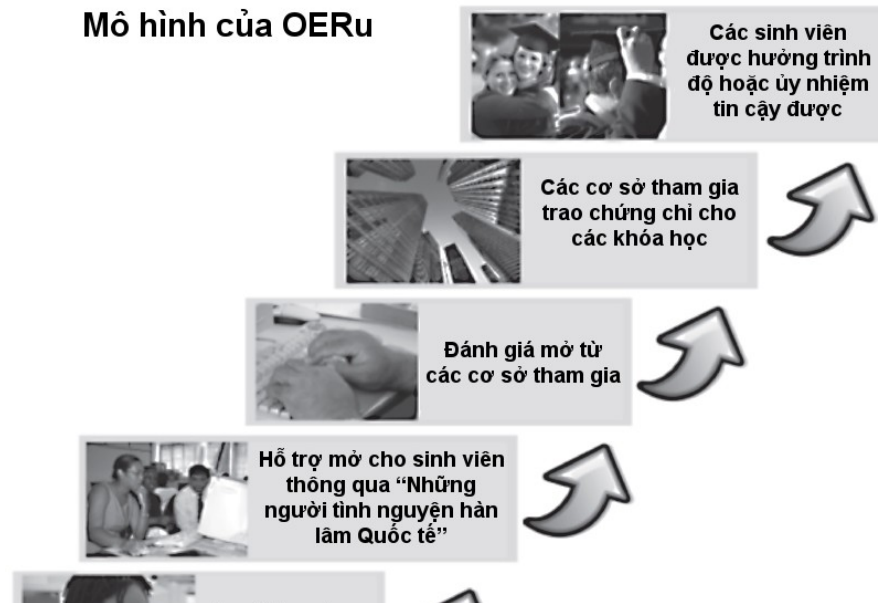 Mô hình của OERu
Các sinh viên
được hưởng trình
độ hoặc ủy nhiệm
tin cậy được
Các cơ sở tham gia
trao chứng chỉ cho
các khóa học
Đánh giá mở từ
các cơ sở tham gia
Hỗ trợ mở cho sinh viên
thông qua “Những
người tình nguyện hàn
lâm Quốc tế”